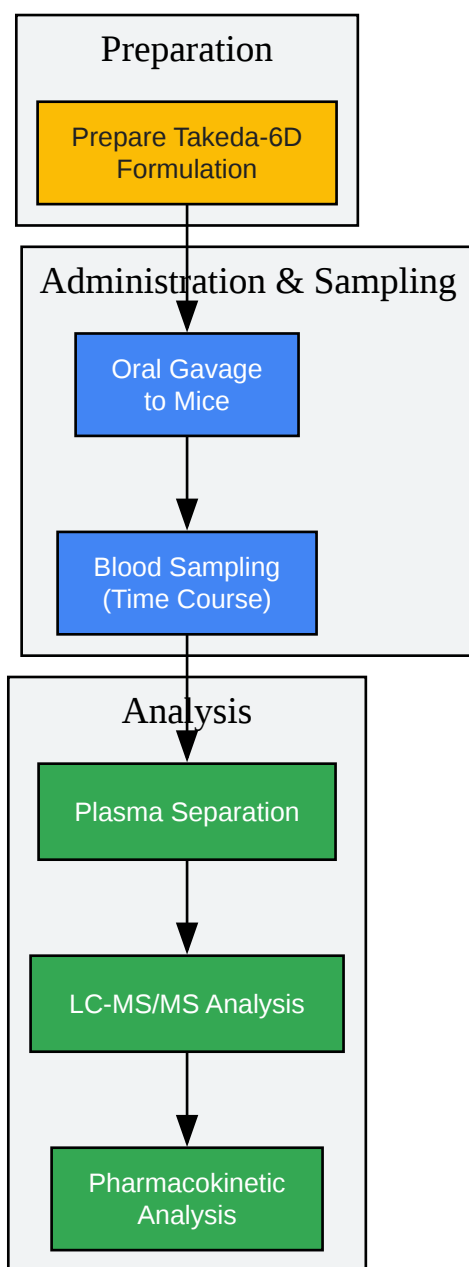 Preparation
Prepare Takeda-6D
Formulation
Administration & Sampling
Oral Gavage
to Mice
Blood Sampling
(Time Course)
Analysis
Plasma Separation
LC-MS/MS Analysis
Pharmacokinetic
Analysis